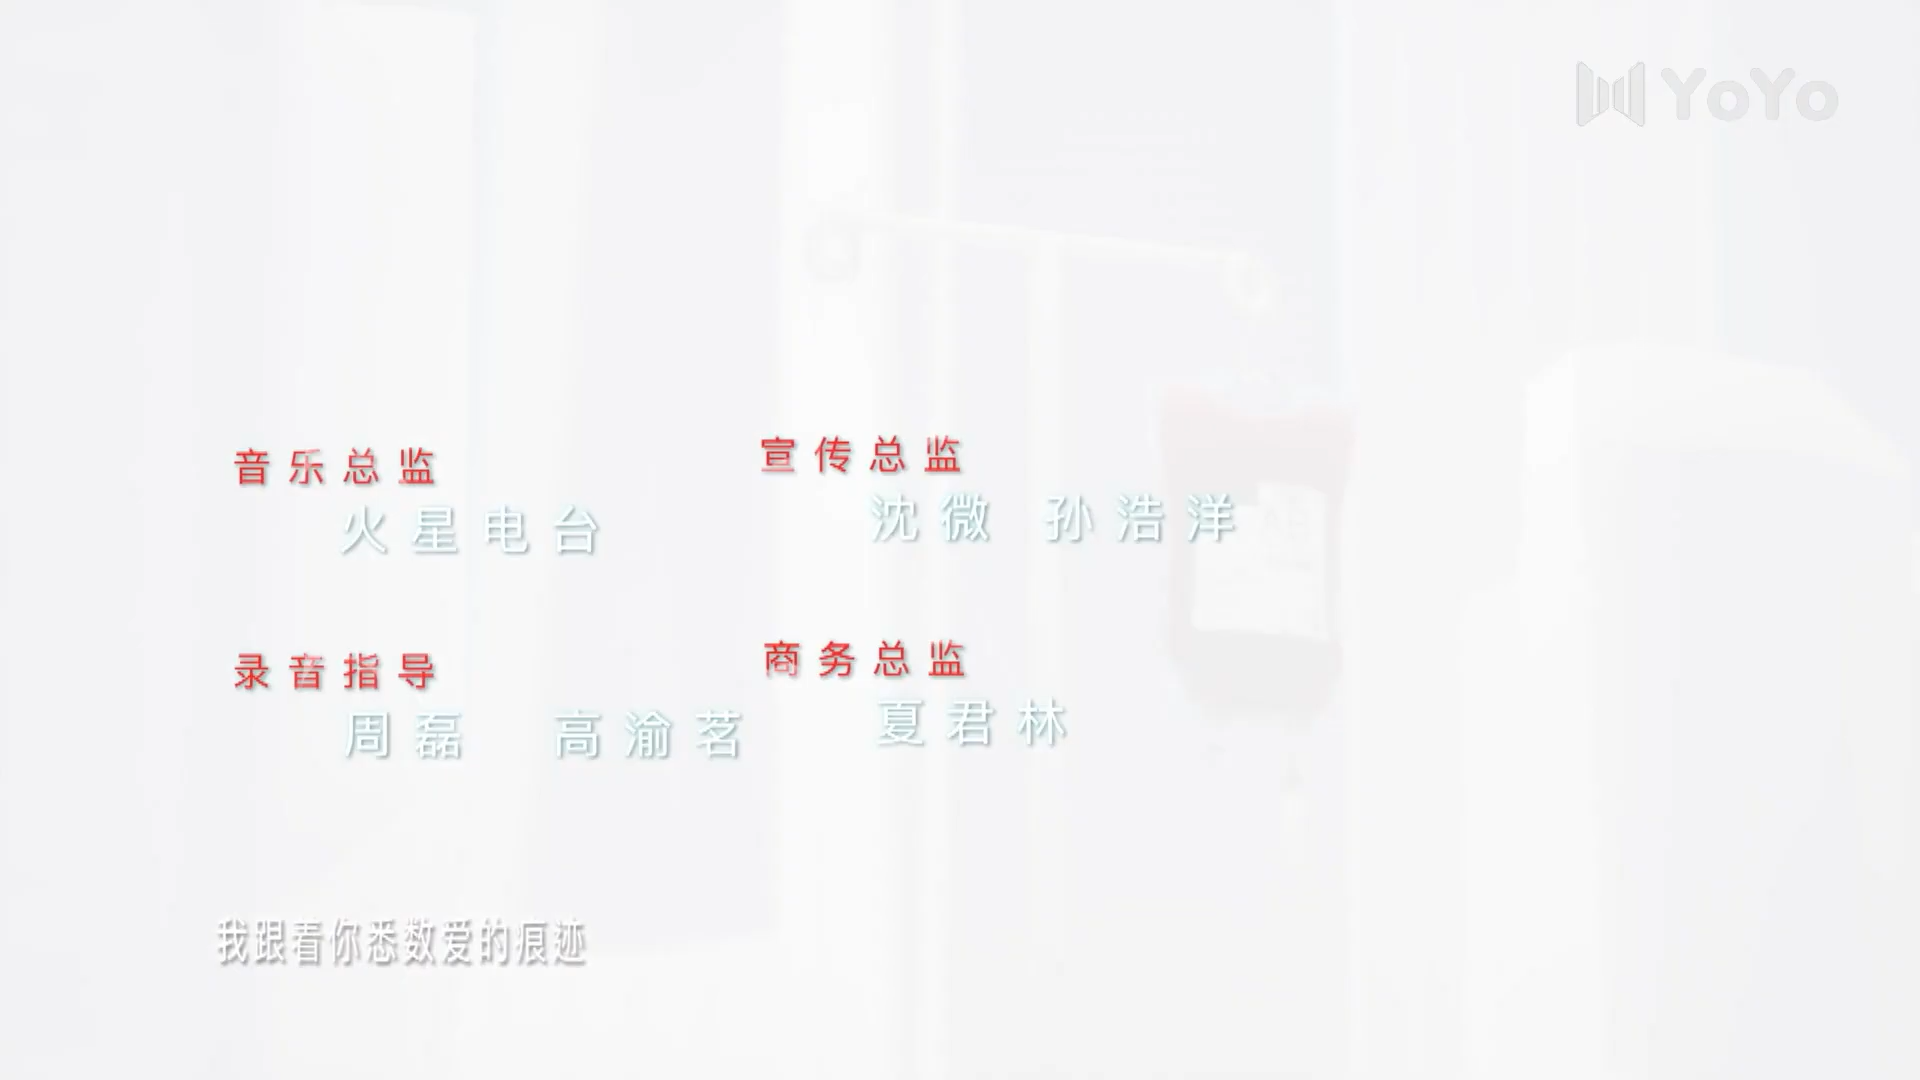 YoYo
音乐总监
火星电台
宣传总监
沈微 孙浩洋
录音指导
周磊 高渝茗
商务总监
夏君林
我跟着你悉数爱的痕迹